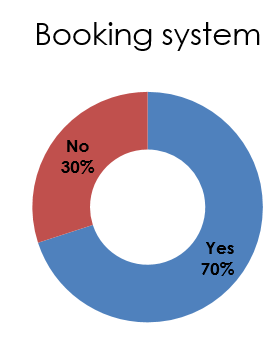 Booking system
No
30%
Yes
70%